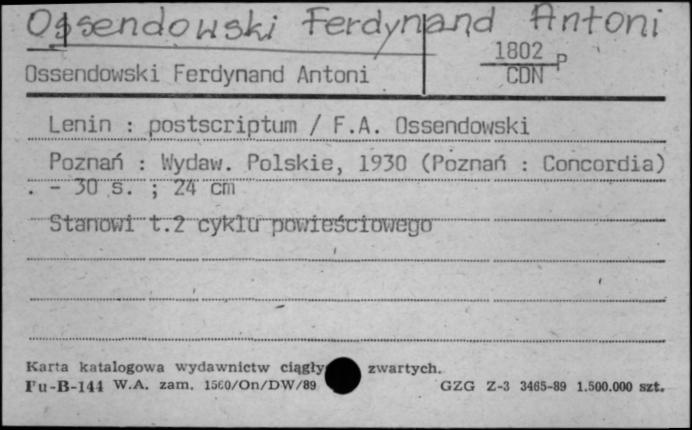 Ossendowski Ferdynand Antoni
1802 P
CDN
Ossendowski Ferdynand Antoni
Lenin : postscriptum / F.A. Ossendowski
Poznań : Wydaw. Polskie, 1930 (Poznań : Concordia)
. - 30 s. ; 24 cm
Stanowi t.2 cyklu powieściowego
Karta katalogowa wydawnictw ciągły zwartych.
Pu-B-144 W.A. zam. 1560/On/DW/89 GZG Z-3 3465-89 1.500.000 szt.